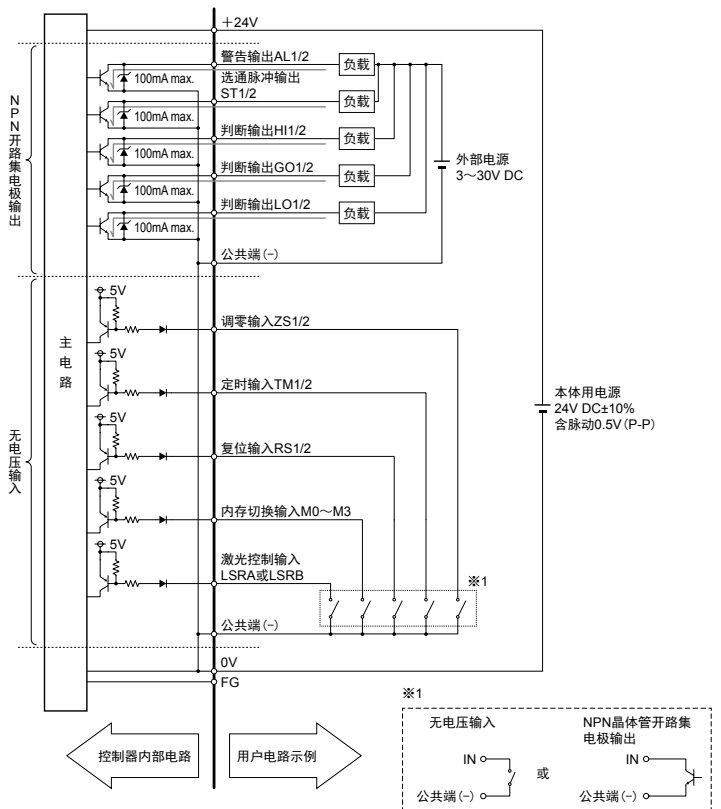 +24V
警告输出AL1/2
负载
100mA max.
选通脉冲输出
ST1/2
负载
100mA max.
判断输出HI1/2
负载
100mA max.
判断输出GO1/2
负载
100mA max.
判断输出LO1/2
负载
100mA max.
NPN开路集电极输出
外部电源
3~30V DC
公共端(-)
5V
调零输入ZS1/2
主电路
5V
定时输入TM1/2
本体用电源
24V DC±10%
含脉动0.5V(P-P)
5V
复位输入RS1/2
无电压输入
5V
内存切换输入M0~M3
5V
激光控制输入
LSRA或LSRB
※1
公共端(-)
0V
FG
控制器内部电路
用户电路示例
※1
无电压输入
IN
公共端(-)
或
NPN晶体管开路集
电极输出
IN
公共端(-)